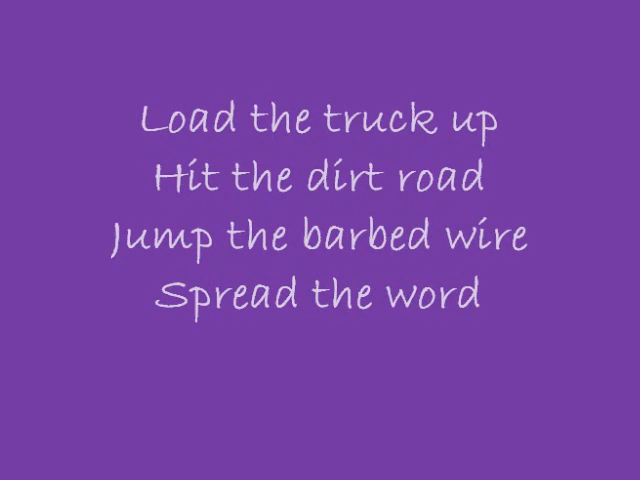 Load the truck up
Hit the dirt road
Jump the barbed wire
Spread the word